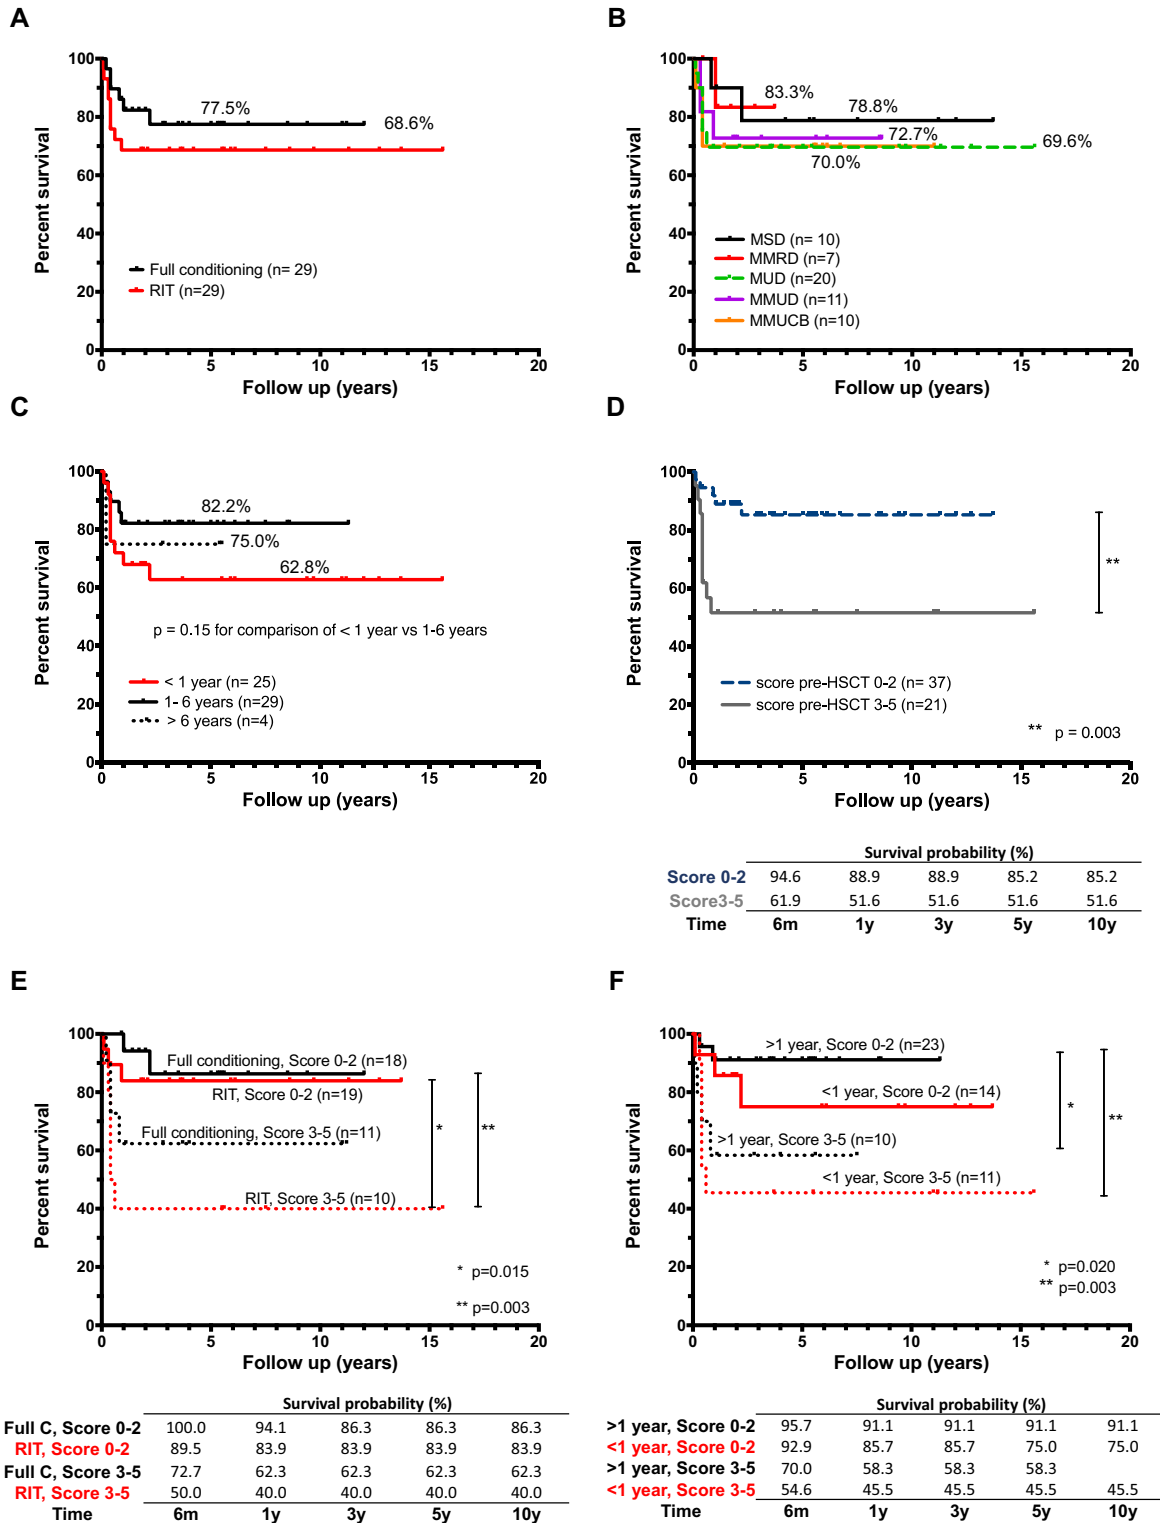 A
100
80
60
40
20
0
Percent survival
77.5%
68.6%
Full conditioning (n= 29)
RIT (n=29)
0 5 10 15 20
Follow up (years)
B
100
80
60
40
20
0
Percent survival
83.3%
78.8%
72.7%
69.6%
70.0%
MSD (n= 10)
MMRD (n=7)
MUD (n=20)
MMUD (n=11)
MMUCB (n=10)
0 5 10 15 20
Follow up (years)
C
100
80
60
40
20
0
Percent survival
82.2%
75.0%
62.8%
p = 0.15 for comparison of < 1 year vs 1-6 years
< 1 year (n= 25)
1- 6 years (n=29)
> 6 years (n=4)
0 5 10 15 20
Follow up (years)
D
100
80
60
40
20
0
Percent survival
**
score pre-HSCT 0-2 (n= 37)
score pre-HSCT 3-5 (n=21)
** p = 0.003
0 5 10 15 20
Follow up (years)
Survival probability (%)
Score 0-2 94.6 88.9 88.9 85.2 85.2
Score3-5 61.9 51.6 51.6 51.6 51.6
Time 6m 1y 3y 5y 10y
E
100
80
60
40
20
0
Percent survival
Full conditioning, Score 0-2 (n=18)
RIT, Score 0-2 (n=19)
Full conditioning, Score 3-5 (n=11)
RIT, Score 3-5 (n=10)
* **
* p=0.015
** p=0.003
0 5 10 15 20
Follow up (years)
Survival probability (%)
Full C, Score 0-2 100.0 94.1 86.3 86.3 86.3
RIT, Score 0-2 89.5 83.9 83.9 83.9 83.9
Full C, Score 3-5 72.7 62.3 62.3 62.3 62.3
RIT, Score 3-5 50.0 40.0 40.0 40.0 40.0
Time 6m 1y 3y 5y 10y
F
100
80
60
40
20
0
Percent survival
>1 year, Score 0-2 (n=23)
<1 year, Score 0-2 (n=14)
>1 year, Score 3-5 (n=10)
<1 year, Score 3-5 (n=11)
* **
* p=0.020
** p=0.003
0 5 10 15 20
Follow up (years)
Survival probability (%)
>1 year, Score 0-2 95.7 91.1 91.1 91.1 91.1
<1 year, Score 0-2 92.9 85.7 85.7 75.0 75.0
>1 year, Score 3-5 70.0 58.3 58.3 58.3
<1 year, Score 3-5 54.6 45.5 45.5 45.5 45.5
Time 6m 1y 3y 5y 10y